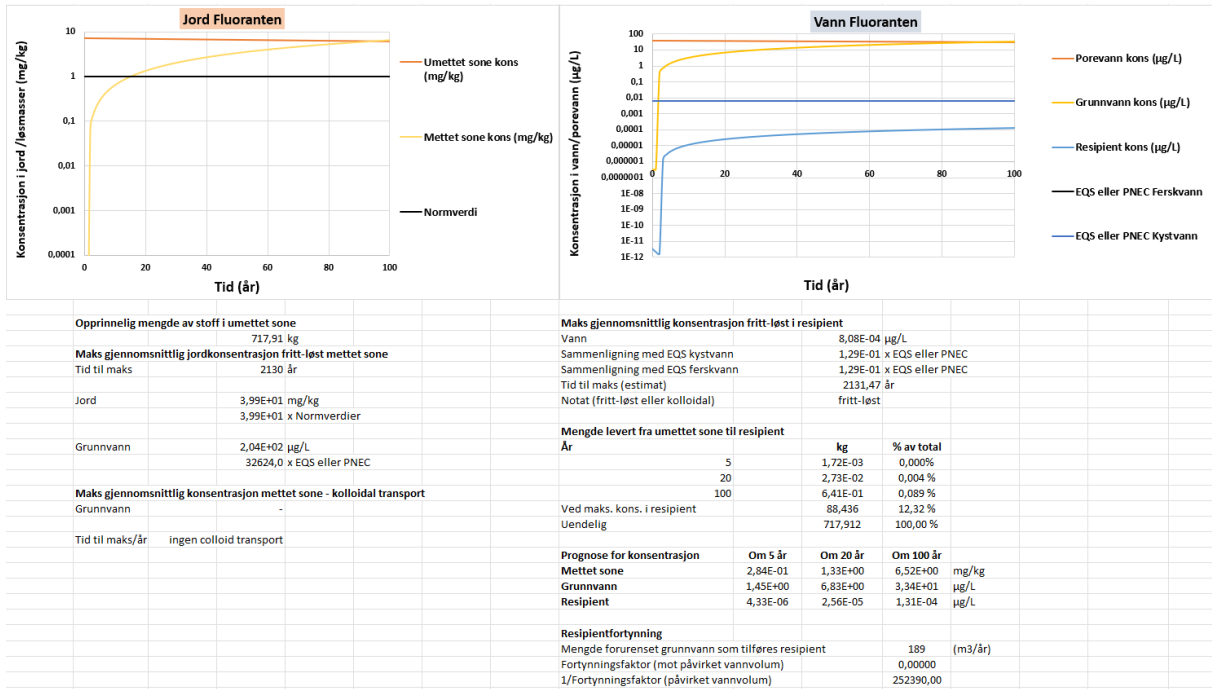 Jord Fluoranten
Konsentrasjon i jord /løsmasser (mg/kg)
10
1
0,1
0,01
0,001
0,0001
0 20 40 60 80 100
Tid (år)
Umettet sone kons (mg/kg)
Mettet sone kons (mg/kg)
Normverdi
Vann Fluoranten
Konsentrasjon i vann/porevann (µg/L)
100
10
1
0,1
0,01
0,001
0,0001
0,00001
0,000001
0,0000001
1E-08
1E-09
1E-10
1E-11
1E-12
0 20 40 60 80 100
Tid (år)
Porevann kons (µg/L)
Grunnvann kons (µg/L)
Resipient kons (µg/L)
EQS eller PNEC Ferskvann
EQS eller PNEC Kystvann
Opprinnelig mengde av stoff i umettet sone
717,91 kg
Maks gjennomsnittlig jordkonsentrasjon fritt-løst mettet sone
Tid til maks 2130 år
Jord 3,99E+01 mg/kg
3,99E+01 x Normverdier
Grunnvann 2,04E+02 µg/L
32624,0 x EQS eller PNEC
Maks gjennomsnittlig konsentrasjon mettet sone - kolloidal transport
Grunnvann -
Tid til maks/år ingen colloid transport
Maks gjennomsnittlig konsentrasjon fritt-løst i resipient
Vann 8,08E-04 µg/L
Sammenligning med EQS kystvann 1,29E-01 x EQS eller PNEC
Sammenligning med EQS ferskvann 1,29E-01 x EQS eller PNEC
Tid til maks (estimat) 2131,47 år
Notat (fritt-løst eller kolloidal) fritt-løst
Mengde levert fra umettet sone til resipient
År kg % av total
5 1,72E-03 0,000%
20 2,73E-02 0,004 %
100 6,41E-01 0,089 %
Ved maks. kons. i resipient 88,436 12,32 %
Uendelig 717,912 100,00 %
Prognose for konsentrasjon Om 5 år Om 20 år Om 100 år
Mettet sone 2,84E-01 1,33E+00 6,52E+00 mg/kg
Grunnvann 1,45E+00 6,83E+00 3,34E+01 µg/L
Resipient 4,33E-06 2,56E-05 1,31E-04 µg/L
Resipientfortynning
Mengde forurenset grunnvann som tilføres resipient 189 (m3/år)
Fortynningsfaktor (mot påvirket vannvolum) 0,00000
1/Fortynningsfaktor (påvirket vannvolum) 252390,00